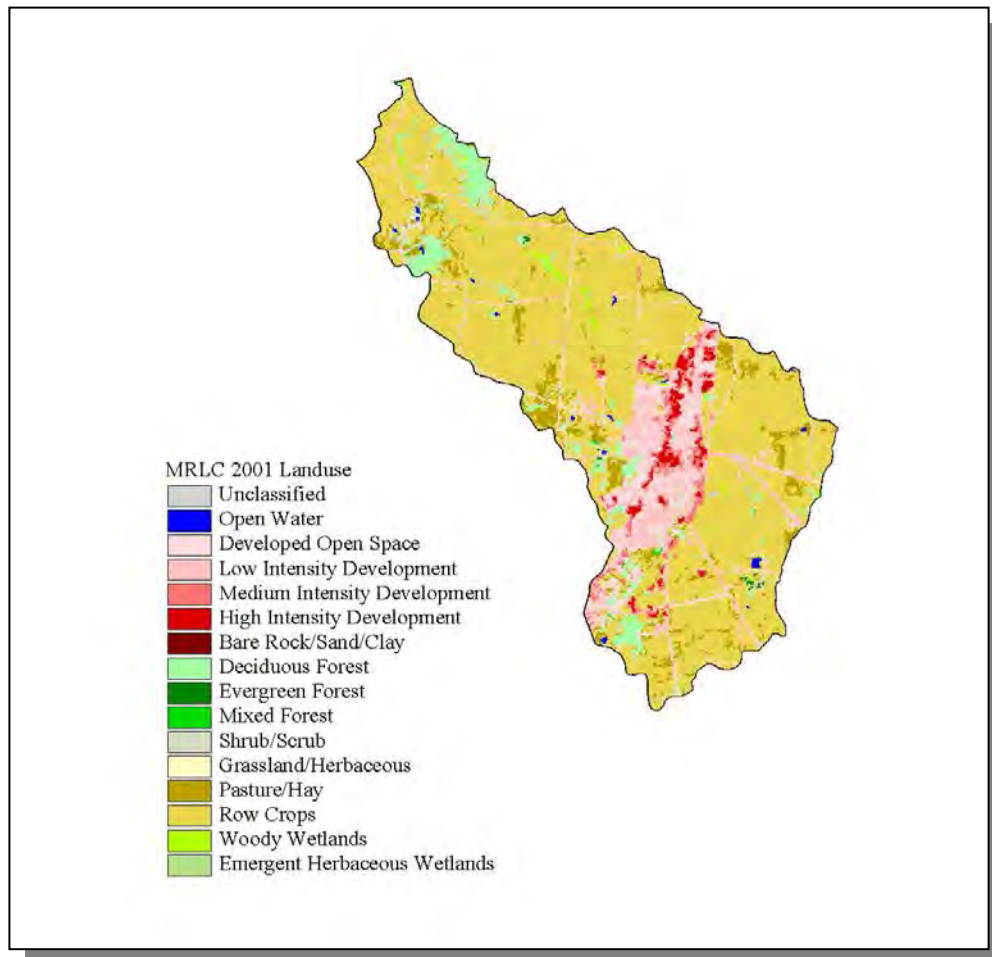 MRLC 2001 Landuse
Unclassified
Open Water
Developed Open Space
Low Intensity Development
Medium Intensity Development
High Intensity Development
Bare Rock/Sand/Clay
Deciduous Forest
Evergreen Forest
Mixed Forest
Shrub/Scrub
Grassland/Herbaceous
Pasture/Hay
Row Crops
Woody Wetlands
Emergent Herbaceous Wetlands